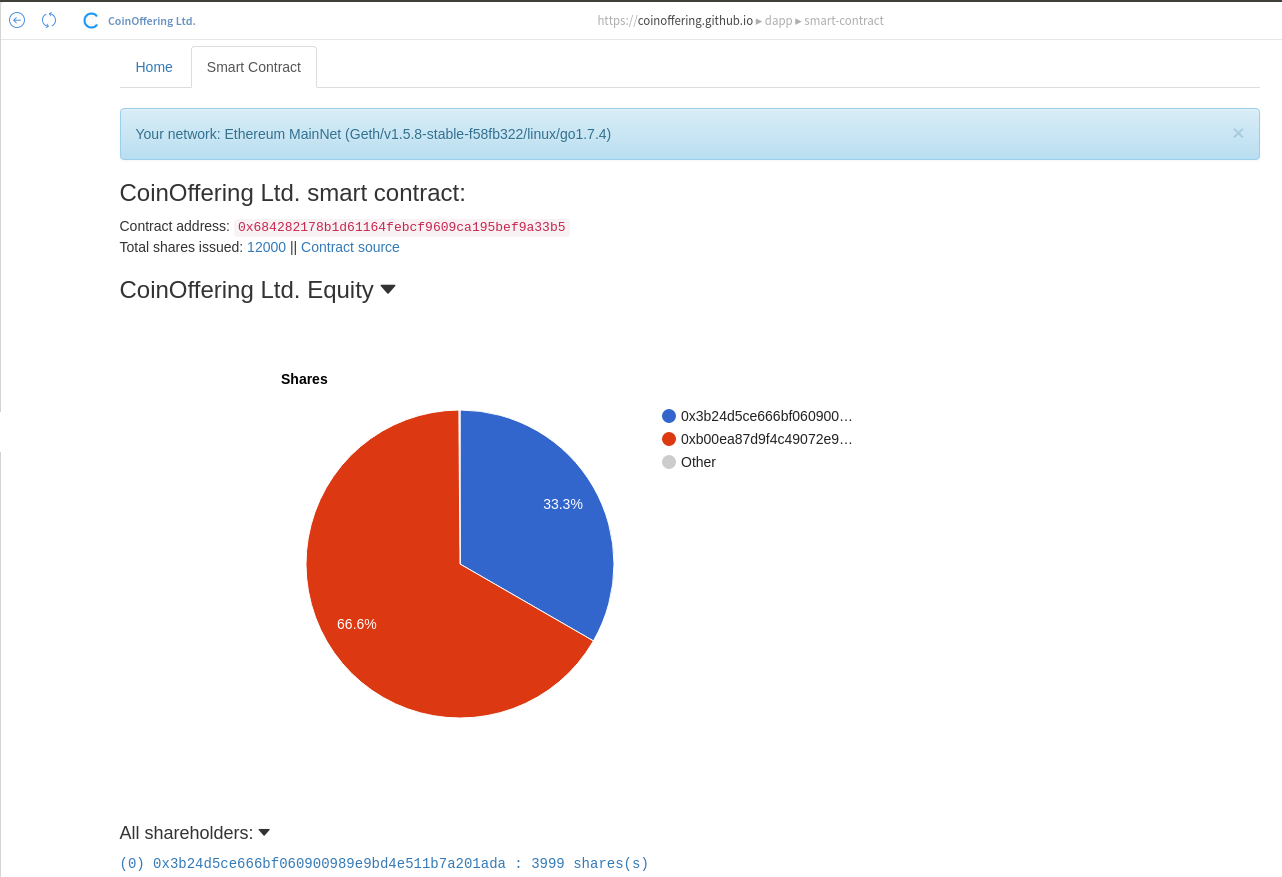 CoinOffering Ltd. https://coinoffering.github.io ▸ dapp ▸ smart-contract
Home Smart Contract
Your network: Ethereum MainNet (Geth/v1.5.8-stable-f58fb322/linux/go1.7.4) ×
CoinOffering Ltd. smart contract:
Contract address: 0x684282178b1d61164febcf9609ca195bef9a33b5
Total shares issued: 12000 || Contract source
CoinOffering Ltd. Equity
Shares
0x3b24d5ce666bf060900…
0xb00ea87d9f4c49072e9…
Other
33.3%
66.6%
All shareholders:
(0) 0x3b24d5ce666bf060900989e9bd4e511b7a201ada : 3999 shares(s)